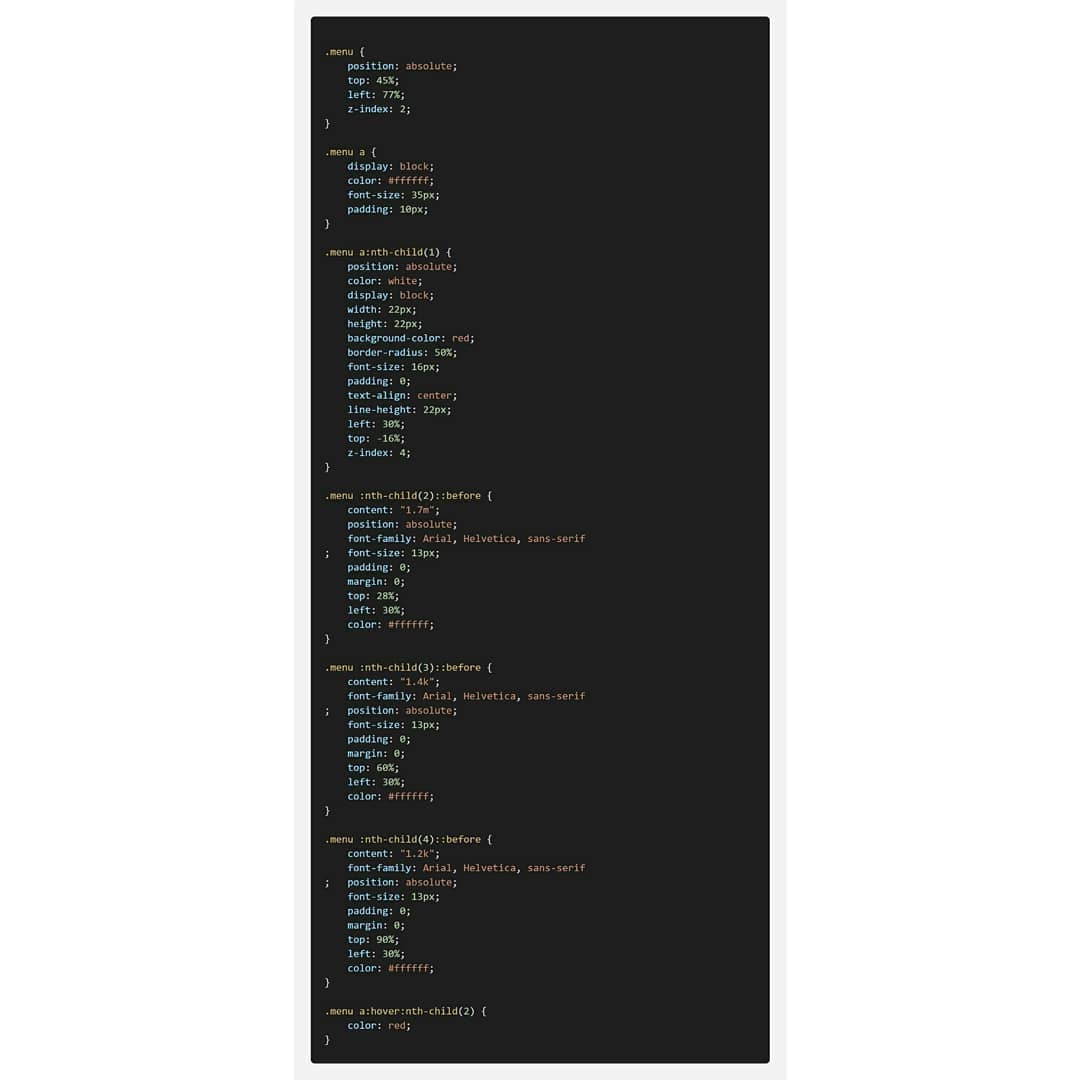 .menu {
    position: absolute;
    top: 45%;
    left: 77%;
    z-index: 2;
}
.menu a {
    display: block;
    color: #ffffff;
    font-size: 35px;
    padding: 10px;
}
.menu a:nth-child(1) {
    position: absolute;
    color: white;
    display: block;
    width: 22px;
    height: 22px;
    background-color: red;
    border-radius: 50%;
    font-size: 16px;
    padding: 0;
    text-align: center;
    line-height: 22px;
    left: 30%;
    top: -16%;
    z-index: 4;
}
.menu :nth-child(2)::before {
    content: "1.7m";
    position: absolute;
    font-family: Arial, Helvetica, sans-serif
;   font-size: 13px;
    padding: 0;
    margin: 0;
    top: 28%;
    left: 30%;
    color: #ffffff;
}
.menu :nth-child(3)::before {
    content: "1.4k";
    font-family: Arial, Helvetica, sans-serif
;   position: absolute;
    font-size: 13px;
    padding: 0;
    margin: 0;
    top: 60%;
    left: 30%;
    color: #ffffff;
}
.menu :nth-child(4)::before {
    content: "1.2k";
    font-family: Arial, Helvetica, sans-serif
;   position: absolute;
    font-size: 13px;
    padding: 0;
    margin: 0;
    top: 90%;
    left: 30%;
    color: #ffffff;
}
.menu a:hover:nth-child(2) {
    color: red;
}